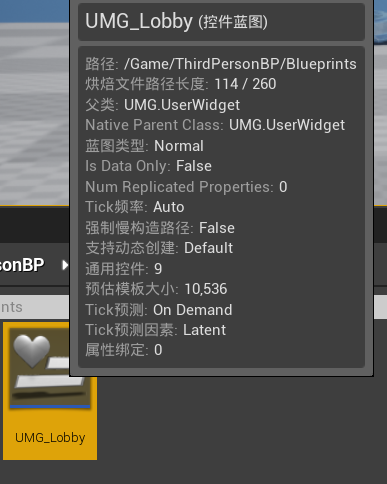 UMG_Lobby (控件蓝图)
路径: /Game/ThirdPersonBP/Blueprints
烘焙文件路径长度: 114 / 260
父类: UMG.UserWidget
Native Parent Class: UMG.UserWidget
蓝图类型: Normal
Is Data Only: False
Num Replicated Properties: 0
Tick频率: Auto
强制慢构造路径: False
支持动态创建: Default
通用控件: 9
预估模板大小: 10,536
Tick预测: On Demand
Tick预测因素: Latent
属性绑定: 0
sonBP
nts
UMG_Lobby